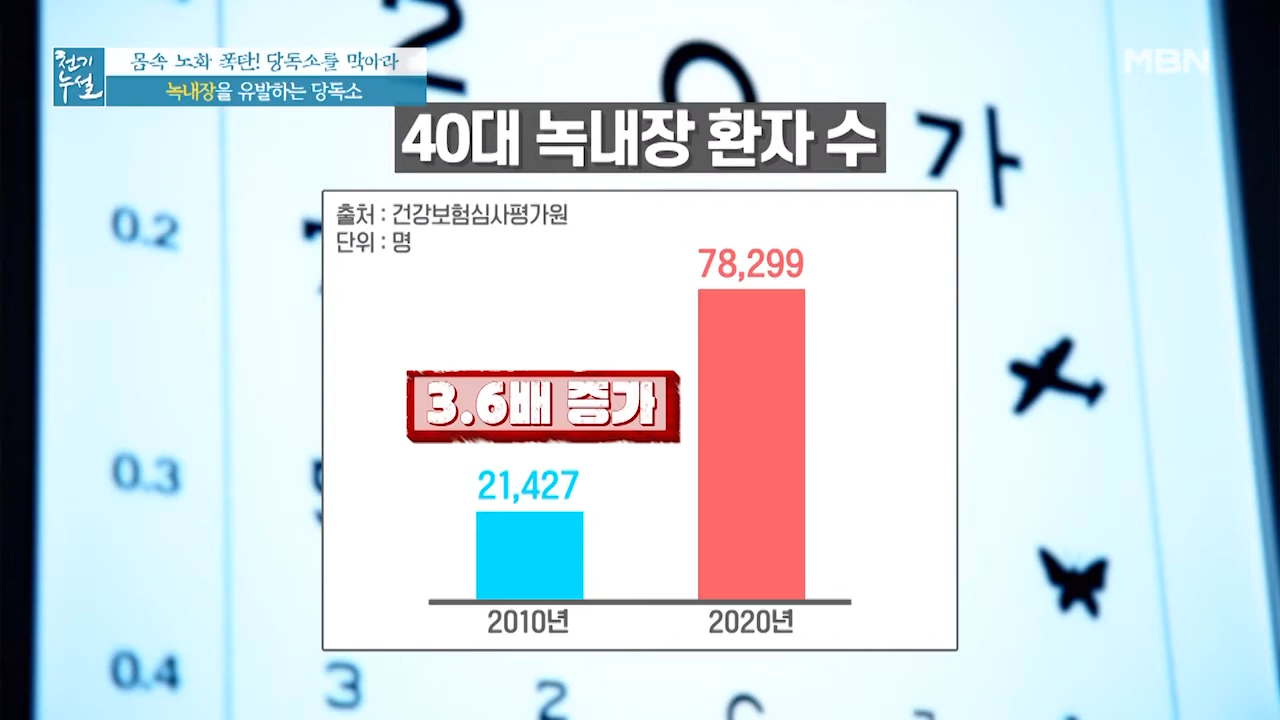 천기누설
몸속 노화 폭탄! 당독소를 막아라
녹내장을 유발하는 당독소
MBN
40대 녹내장 환자 수
출처 : 건강보험심사평가원
단위 : 명
78,299
3.6배 증가
21,427
2010년
2020년
가
0.2
0.3
0.4
3
2